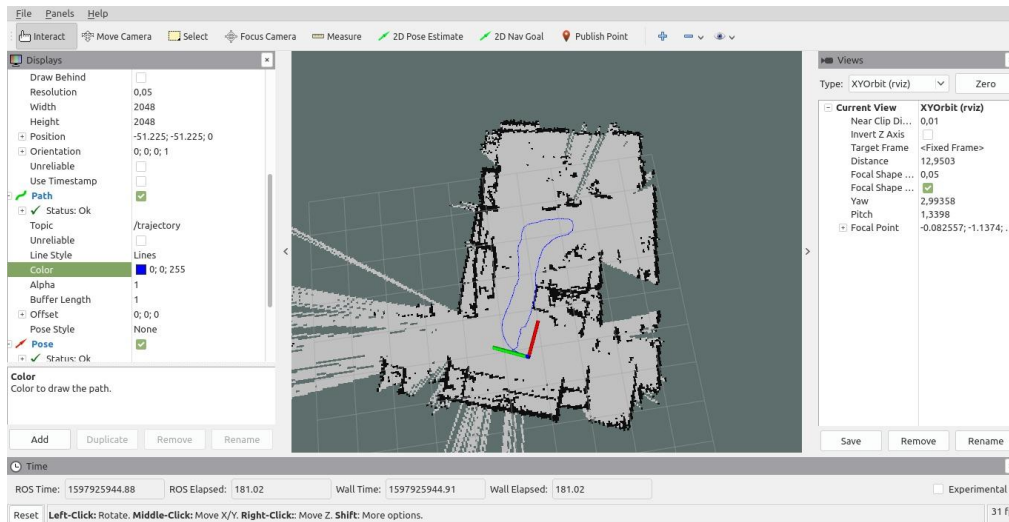 File Panels Help
Interact Move Camera Select Focus Camera Measure 2D Pose Estimate 2D Nav Goal Publish Point
Displays
Draw Behind
Resolution 0,05
Width 2048
Height 2048
Position -51.225; -51.225; 0
Orientation 0; 0; 0; 1
Unreliable
Use Timestamp
Path
Status: Ok
Topic /trajectory
Unreliable
Line Style Lines
Color 0; 0; 255
Alpha 1
Buffer Length 1
Offset 0; 0; 0
Pose Style None
Pose
Status: Ok
Color
Color to draw the path.
Add Duplicate Remove Rename
Views
Type: XYOrbit (rviz) Zero
Current View XYOrbit (rviz)
Near Clip Di... 0,01
Invert Z Axis
Target Frame <Fixed Frame>
Distance 12,9503
Focal Shape ... 0,05
Focal Shape ...
Yaw 2,99358
Pitch 1,3398
Focal Point -0.082557; -1.1374; ...
Save Remove Rename
Time
ROS Time: 1597925944.88 ROS Elapsed: 181.02 Wall Time: 1597925944.91 Wall Elapsed: 181.02 Experimental
Reset Left-Click: Rotate. Middle-Click: Move X/Y. Right-Click:: Move Z. Shift: More options. 31 f